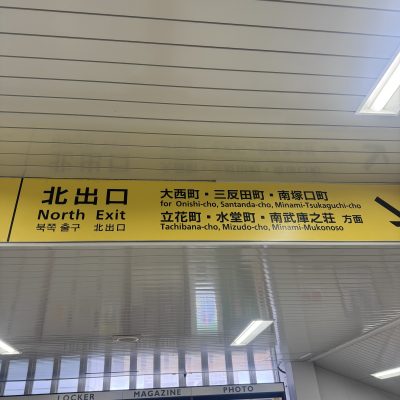 北出口
North Exit
북쪽 출구 北出口
大西町・三反田町・南塚口町
for Onishi-cho, Santanda-cho, Minami-Tsukaguchi-cho
立花町・水堂町・南武庫之荘 方面
Tachibana-cho, Mizudo-cho, Minami-Mukonoso
LOCKER MAGAZINE PHOTO